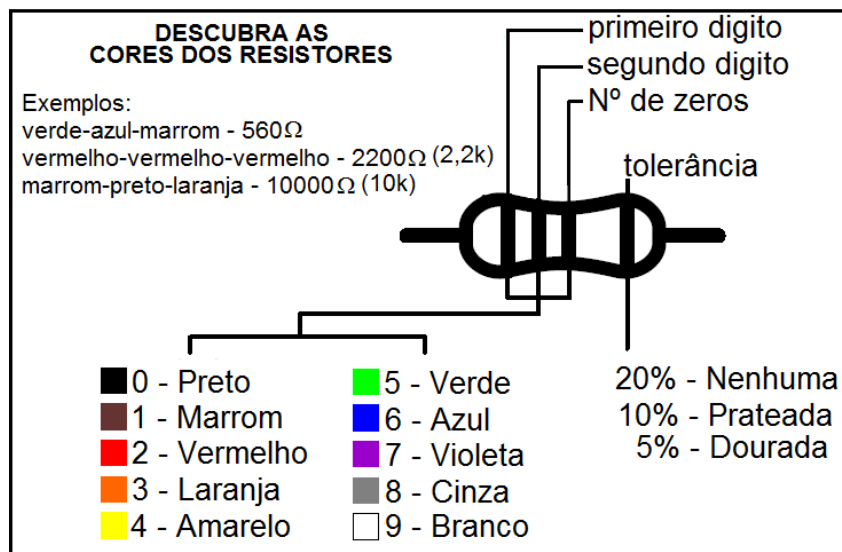 DESCUBRA AS
CORES DOS RESISTORES
Exemplos:
verde-azul-marrom - 560Ω
vermelho-vermelho-vermelho - 2200Ω (2,2k)
marrom-preto-laranja - 10000Ω (10k)
primeiro digito
segundo digito
Nº de zeros
tolerância
0 - Preto
1 - Marrom
2 - Vermelho
3 - Laranja
4 - Amarelo
5 - Verde
6 - Azul
7 - Violeta
8 - Cinza
9 - Branco
20% - Nenhuma
10% - Prateada
5% - Dourada